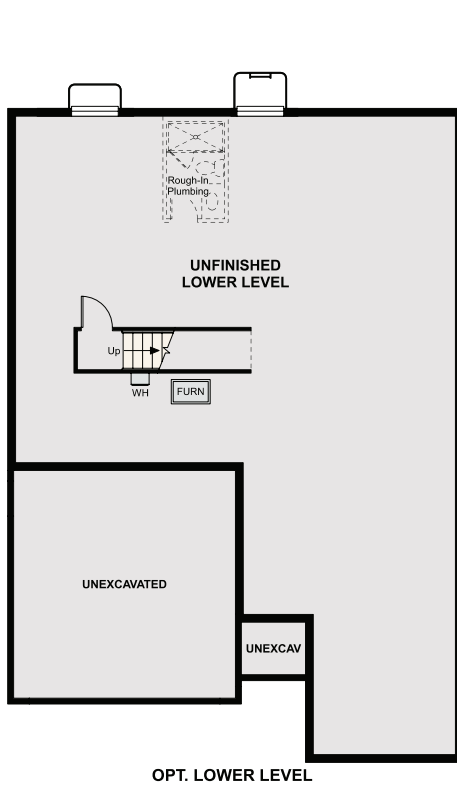 Rough-In
Plumbing
UNFINISHED
LOWER LEVEL
Up
WH
FURN
UNEXCAVATED
UNEXCAV
OPT. LOWER LEVEL